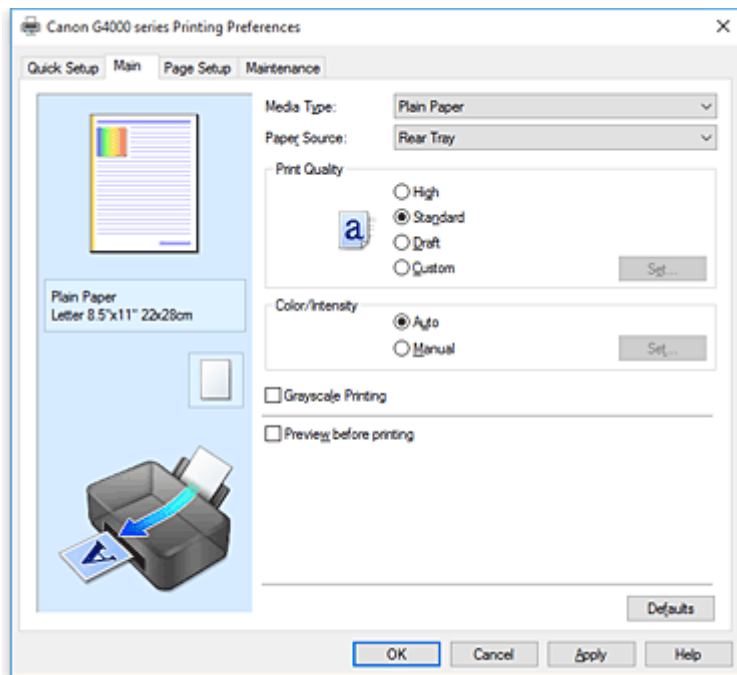 Canon G4000 series Printing Preferences
Quick Setup Main Page Setup Maintenance
Media Type: Plain Paper
Paper Source: Rear Tray
Print Quality
High
a Standard
Draft
Custom Set...
Plain Paper
Letter 8.5"x11" 22x28cm
Color/Intensity
Auto
Manual Set...
Grayscale Printing
Preview before printing
A
Defaults
OK Cancel Apply Help